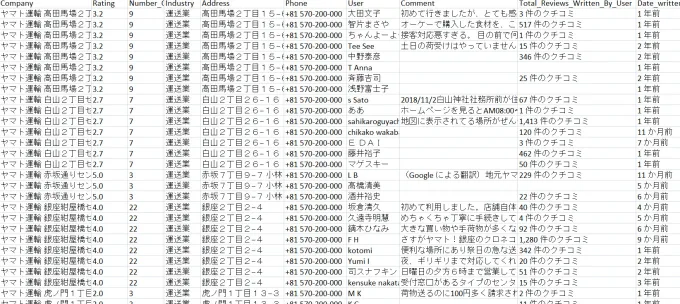 Company Rating Number_ Industry Address Phone User Comment Total_Reviews_Written_By_User Date_written
ヤマト運輸 高田馬場2丁 3.2 9 運送業 高田馬場2丁目15-( +81 570-200-000 大田文子 初めて行きましたが、とても感 3 件のクチコミ 1 年前
ヤマト運輸 高田馬場2丁 3.2 9 運送業 高田馬場2丁目15-( +81 570-200-000 智片まさや オーケーで購入した食材を、こ 517 件のクチコミ 1 年前
ヤマト運輸 高田馬場2丁 3.2 9 運送業 高田馬場2丁目15-( +81 570-200-000 ちゃんよーよ 接客対応悪すぎる。目の前で何 1 件のクチコミ 1 年前
ヤマト運輸 高田馬場2丁 3.2 9 運送業 高田馬場2丁目15-( +81 570-200-000 Tee See 土日の荷受けはやっていません 15 件のクチコミ 2 年前
ヤマト運輸 高田馬場2丁 3.2 9 運送業 高田馬場2丁目15-( +81 570-200-000 中野泰彦 346 件のクチコミ 2 年前
ヤマト運輸 高田馬場2丁 3.2 9 運送業 高田馬場2丁目15-( +81 570-200-000 T Anna 1 年前
ヤマト運輸 高田馬場2丁 3.2 9 運送業 高田馬場2丁目15-( +81 570-200-000 斉藤吉司 25 件のクチコミ 2 年前
ヤマト運輸 高田馬場2丁 3.2 9 運送業 高田馬場2丁目15-( +81 570-200-000 浅野富士子 1 年前
ヤマト運輸 白山2丁目セ 2.7 7 運送業 白山2丁目26-16 +81 570-200-000 s Sato 2018/11/2白山神社社務所前が住 67 件のクチコミ 1 年前
ヤマト運輸 白山2丁目セ 2.7 7 運送業 白山2丁目26-16 +81 570-200-000 ああ ホームページを見るとAM08:00~ 1 件のクチコミ 1 年前
ヤマト運輸 白山2丁目セ 2.7 7 運送業 白山2丁目26-16 +81 570-200-000 sahikaroguyach 地図に表示されてる場所がぜん 1,413 件のクチコミ 1 年前
ヤマト運輸 白山2丁目セ 2.7 7 運送業 白山2丁目26-16 +81 570-200-000 chikako wakab 120 件のクチコミ 11 か月前
ヤマト運輸 白山2丁目セ 2.7 7 運送業 白山2丁目26-16 +81 570-200-000 EDAI 3 件のクチコミ 7 か月前
ヤマト運輸 白山2丁目セ 2.7 7 運送業 白山2丁目26-16 +81 570-200-000 藤井裕子 462 件のクチコミ 1 年前
ヤマト運輸 白山2丁目セ 2.7 7 運送業 白山2丁目26-16 +81 570-200-000 マゲスキー 50 件のクチコミ 1 年前
ヤマト運輸 赤坂通りセン 5.0 3 運送業 赤坂7丁目9-7 小林 +81 570-200-000 L B (Google による翻訳)地元ヤマ 229 件のクチコミ 11 か月前
ヤマト運輸 赤坂通りセン 5.0 3 運送業 赤坂7丁目9-7 小林 +81 570-200-000 高橋清美 5 か月前
ヤマト運輸 赤坂通りセン 5.0 3 運送業 赤坂7丁目9-7 小林 +81 570-200-000 酒井裕史 22 件のクチコミ 6 か月前
ヤマト運輸 銀座紺屋橋セ 4.0 22 運送業 銀座2丁目2-4 +81 570-200-000 坂倉清久 初めて利用しました。店舗自体 40 件のクチコミ 2 年前
ヤマト運輸 銀座紺屋橋セ 4.0 22 運送業 銀座2丁目2-4 +81 570-200-000 久遠寺明慧 めちゃくちゃ丁寧に手続きして 4 件のクチコミ 1 年前
ヤマト運輸 銀座紺屋橋セ 4.0 22 運送業 銀座2丁目2-4 +81 570-200-000 鏑木ひなみ 大きな買い物や手荷物が多くな 92 件のクチコミ 6 か月前
ヤマト運輸 銀座紺屋橋セ 4.0 22 運送業 銀座2丁目2-4 +81 570-200-000 F H さすがヤマト!銀座のクロネコ 1,280 件のクチコミ 9 か月前
ヤマト運輸 銀座紺屋橋セ 4.0 22 運送業 銀座2丁目2-4 +81 570-200-000 kotomi 便利な場所にあり祭日の急な送 342 件のクチコミ 1 年前
ヤマト運輸 銀座紺屋橋セ 4.0 22 運送業 銀座2丁目2-4 +81 570-200-000 Yumi I 夜、ギリギリまで対応してくれ 20 件のクチコミ 2 年前
ヤマト運輸 銀座紺屋橋セ 4.0 22 運送業 銀座2丁目2-4 +81 570-200-000 司スナフキン 日曜日の夕方6時まで営業して 51 件のクチコミ 1 年前
ヤマト運輸 銀座紺屋橋セ 4.0 22 運送業 銀座2丁目2-4 +81 570-200-000 kensuke nakat 受付窓口があるタイプのセンタ 15 件のクチコミ 1 年前
ヤマト運輸 虎ノ門1丁目 2.0 3 運送業 虎ノ門1丁目13-3 +81 570-200-000 M K 荷物送るのに100円多く請求され 2 件のクチコミ 1 年前